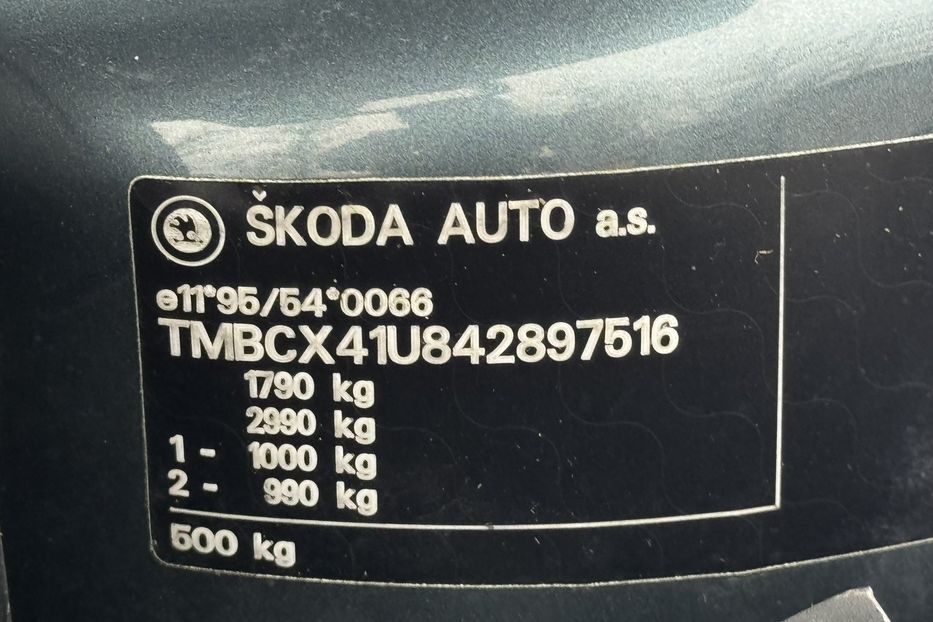 ŠKODA AUTO a.s.
e11*95/54*0066
TMBCX41U842897516
1790 kg
2990 kg
1 - 1000 kg
2 - 990 kg
500 kg